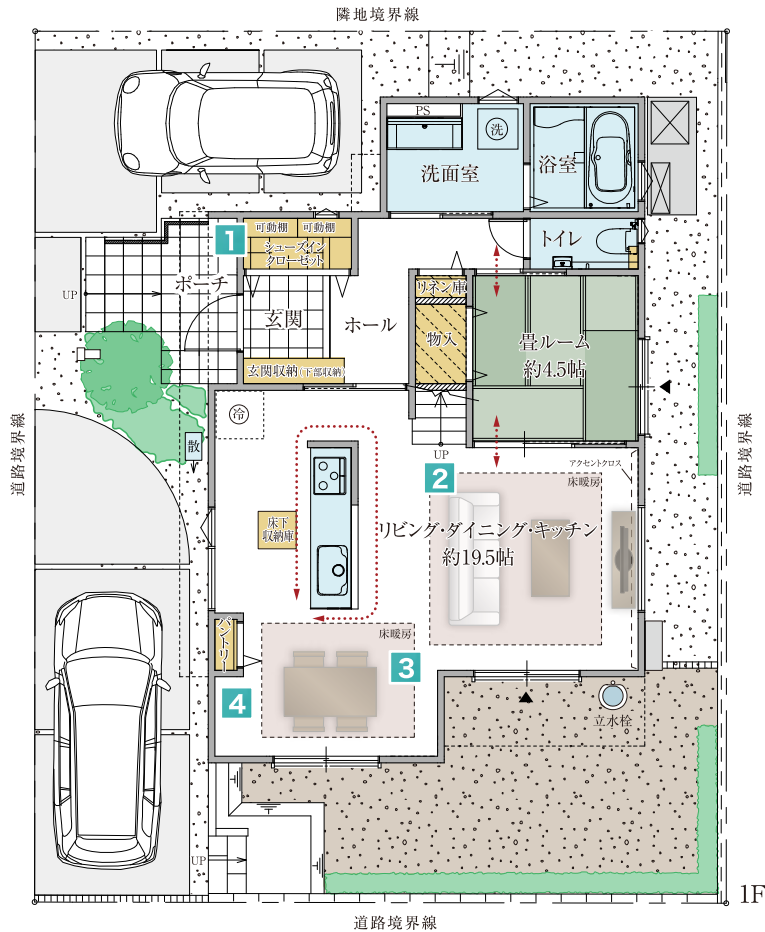 隣地境界線
PS
洗
洗面室
浴室
1
可動棚
可動棚
シューズイン
クローゼット
トイレ
ポーチ
UP
玄関
ホール
リネン庫
物入
畳ルーム
約4.5帖
玄関収納(下部収納)
冷
散
道路境界線
道路境界線
UP
2
アクセントクロス
床暖房
床下
収納庫
リビング・ダイニング・キッチン
約19.5帖
パントリー
床暖房
3
4
立水栓
UP
1F
道路境界線